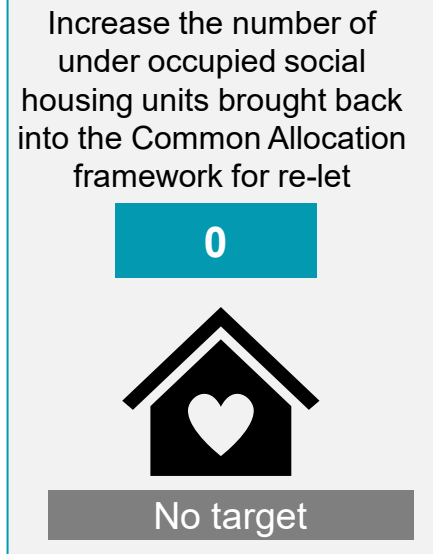 Increase the number of
under occupied social
housing units brought back
into the Common Allocation
framework for re-let
0
No target